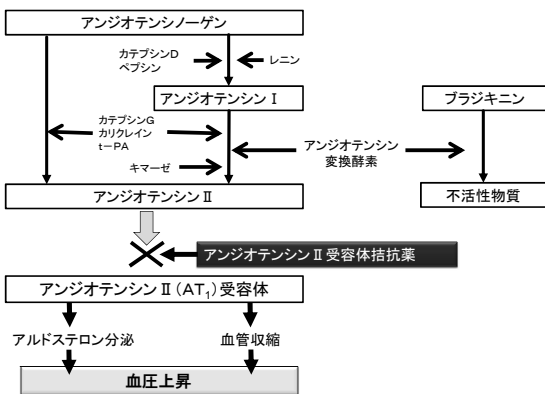 アンジオテンシノーゲン
カテプシンD
ペプシン
レニン
アンジオテンシンⅠ
ブラジキニン
カテプシンG
カリクレイン
t-PA
アンジオテンシン
変換酵素
キマーゼ
アンジオテンシンⅡ
不活性物質
アンジオテンシンⅡ受容体拮抗薬
アンジオテンシンⅡ(AT₁)受容体
アルドステロン分泌
血管収縮
血圧上昇